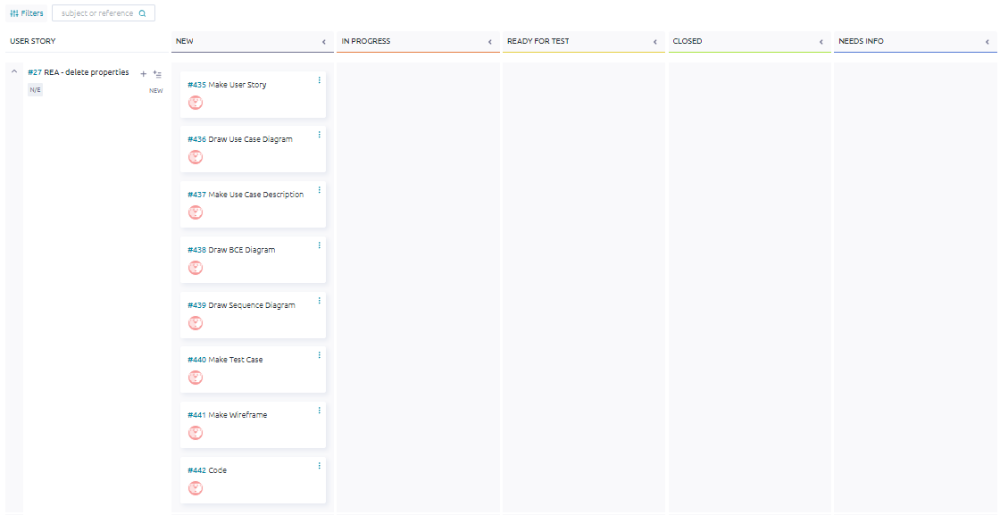 Filters
subject or reference
USER STORY
NEW
IN PROGRESS
READY FOR TEST
CLOSED
NEEDS INFO
#27 REA - delete properties
N/E
NEW
#435 Make User Story
#436 Draw Use Case Diagram
#437 Make Use Case Description
#438 Draw BCE Diagram
#439 Draw Sequence Diagram
#440 Make Test Case
#441 Make Wireframe
#442 Code